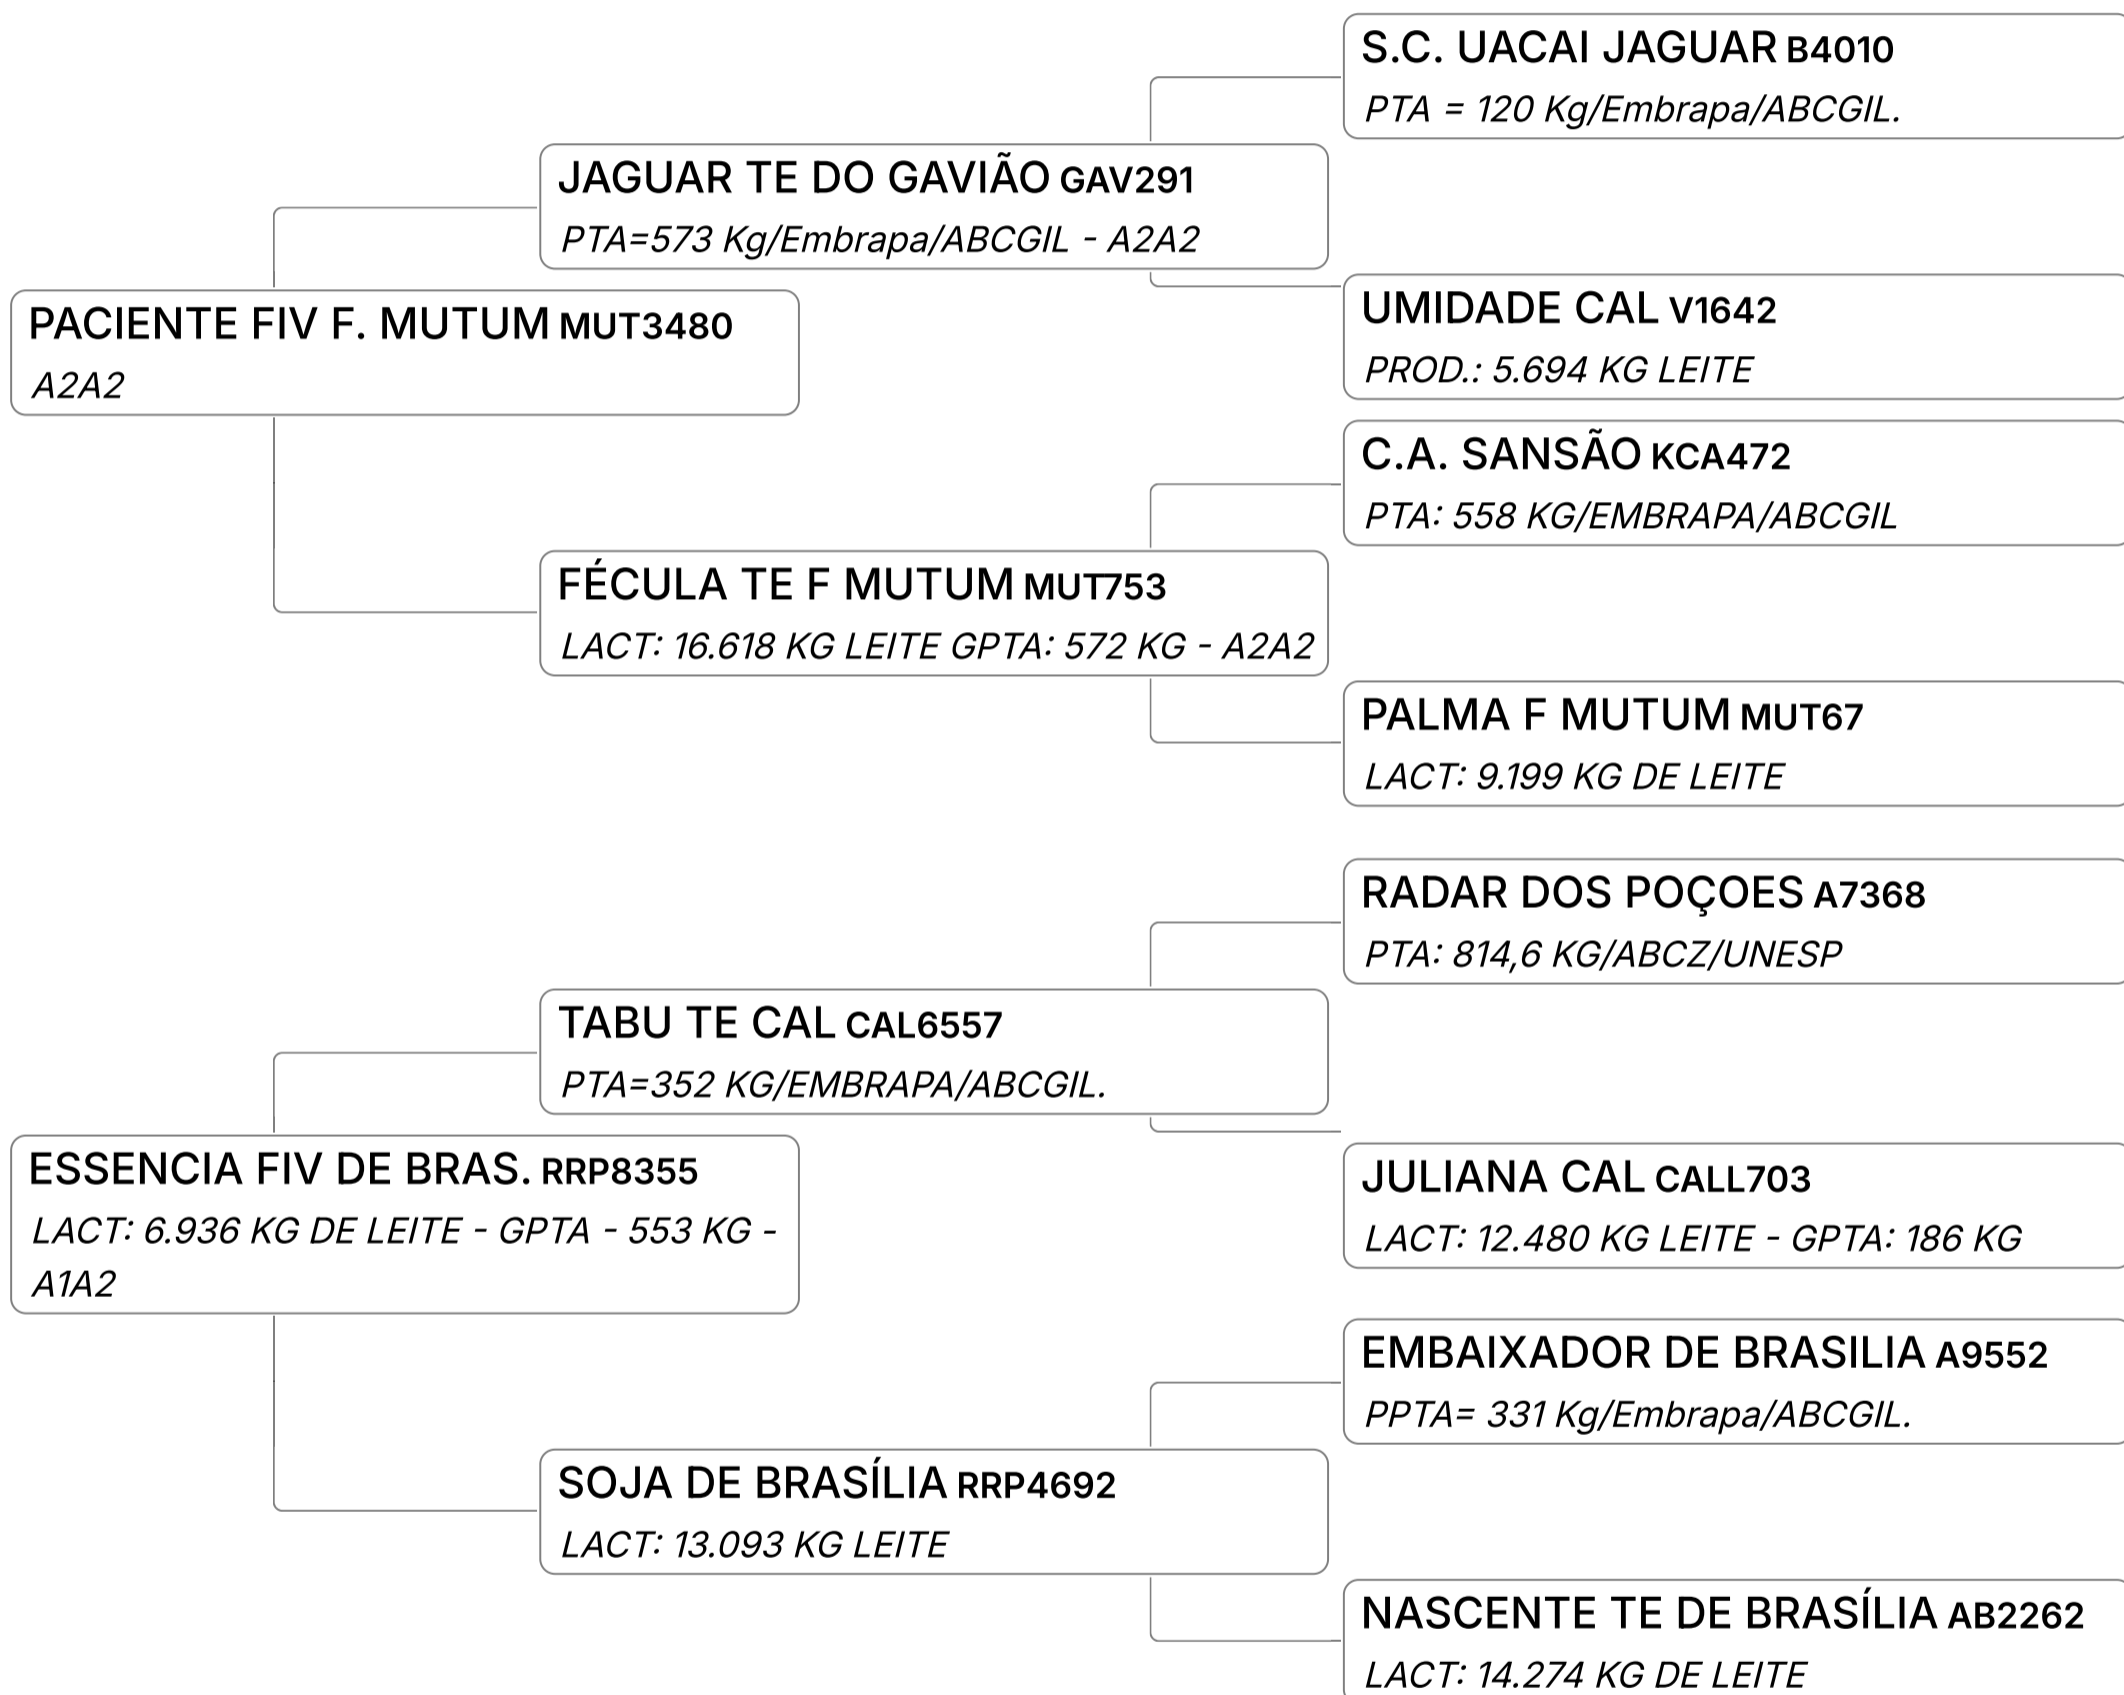 S.C. UACAI JAGUAR B4010
PTA = 120 Kg/Embrapa/ABCGIL.
JAGUAR TE DO GAVIÃO GAV291
PTA=573 Kg/Embrapa/ABCGIL - A2A2
UMIDADE CAL V1642
PROD.: 5.694 KG LEITE
PACIENTE FIV F. MUTUM MUT3480
A2A2
C.A. SANSÃO KCA472
PTA: 558 KG/EMBRAPA/ABCGIL
FÉCULA TE F MUTUM MUT753
LACT: 16.618 KG LEITE GPTA: 572 KG - A2A2
PALMA F MUTUM MUT67
LACT: 9.199 KG DE LEITE
RADAR DOS POÇOES A7368
PTA: 814,6 KG/ABCZ/UNESP
TABU TE CAL CAL6557
PTA=352 KG/EMBRAPA/ABCGIL.
JULIANA CAL CALL703
LACT: 12.480 KG LEITE - GPTA: 186 KG
ESSENCIA FIV DE BRAS. RRP8355
LACT: 6.936 KG DE LEITE - GPTA - 553 KG -
A1A2
EMBAIXADOR DE BRASILIA A9552
PPTA= 331 Kg/Embrapa/ABCGIL.
SOJA DE BRASÍLIA RRP4692
LACT: 13.093 KG LEITE
NASCENTE TE DE BRASÍLIA AB2262
LACT: 14.274 KG DE LEITE